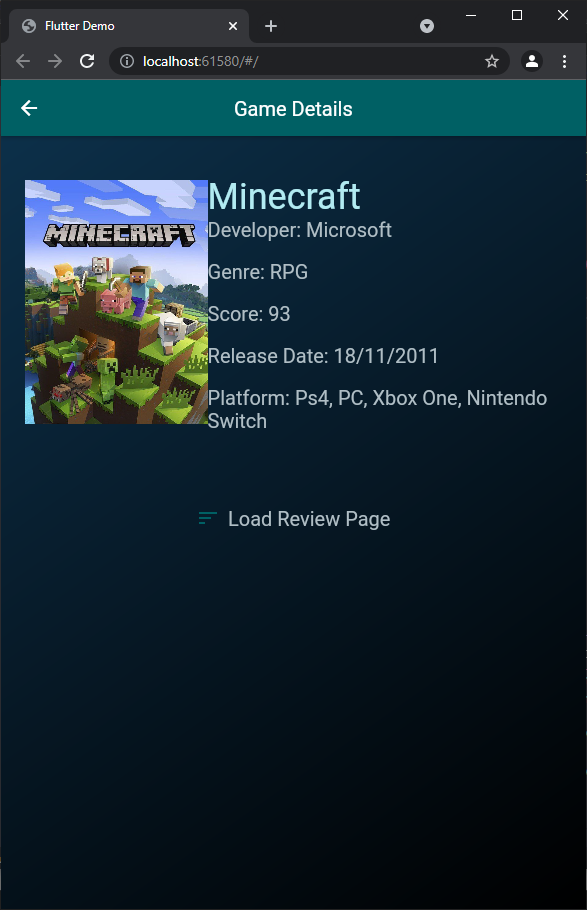 Flutter Demo
localhost:61580/#/
Game Details
MINECRAFT
Minecraft
Developer: Microsoft
Genre: RPG
Score: 93
Release Date: 18/11/2011
Platform: Ps4, PC, Xbox One, Nintendo
Switch
Load Review Page